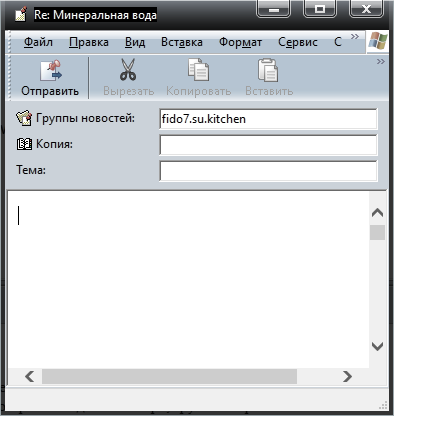 Re: Минеральная вода
Файл Правка Вид Вставка Формат Сервис С »
Отправить Вырезать Копировать Вставить »
Группы новостей: fido7.su.kitchen
Копия:
Тема: